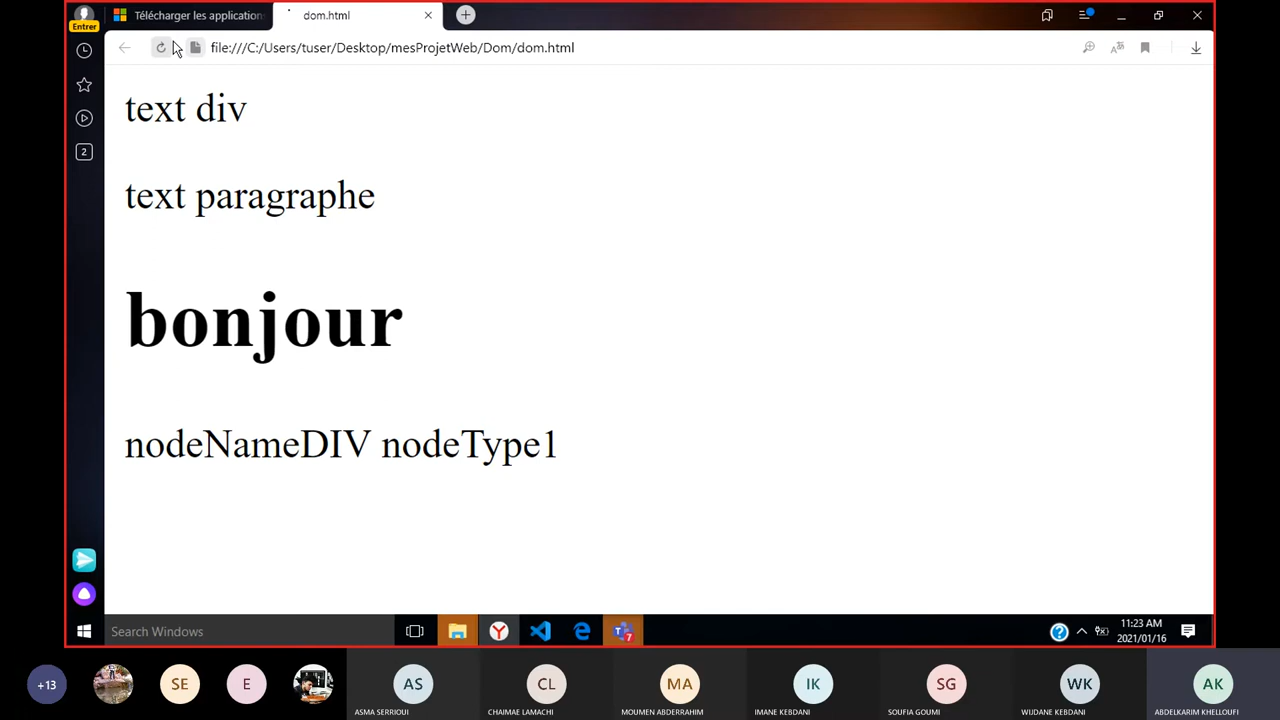 Télécharger les application
dom.html
Entrer
file:///C:/Users/tuser/Desktop/mesProjetWeb/Dom/dom.html
2
text div
text paragraphe
bonjour
nodeNameDIV nodeType1
Search Windows
7
11:23 AM
2021/01/16
+13
SE
E
AS
CL
MA
IK
SG
WK
AK
ASMA SERRIOUI
CHAIMAE LAMACHI
MOUMEN ABDERRAHIM
IMANE KEBDANI
SOUFIA GOUMI
WIJDANE KEBDANI
ABDELKARIM KHELLOUFI